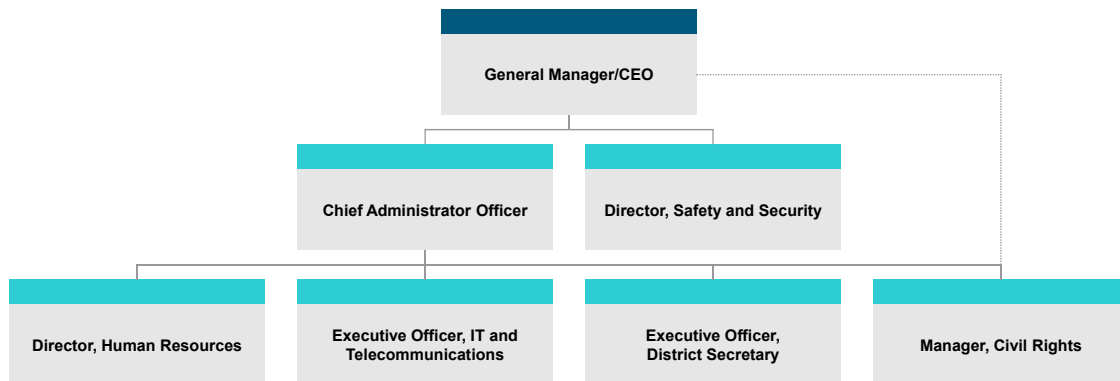 General Manager/CEO
Chief Administrator Officer
Director, Safety and Security
Director, Human Resources
Executive Officer, IT and
Telecommunications
Executive Officer,
District Secretary
Manager, Civil Rights